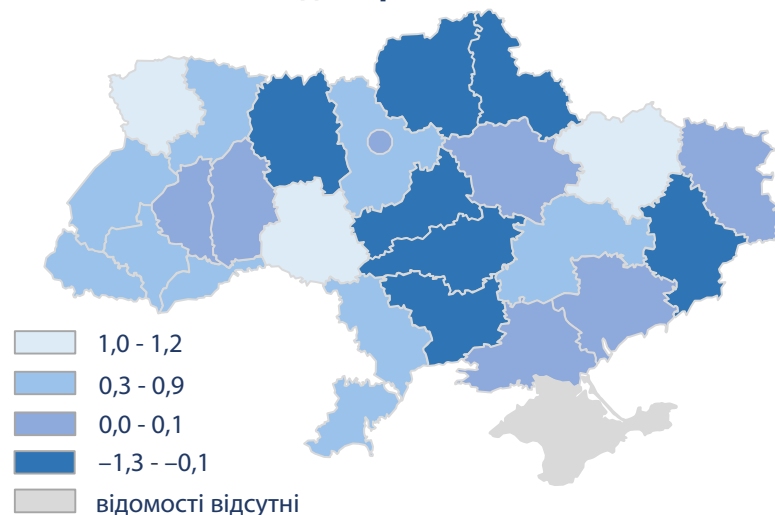 1,0 - 1,2
0,3 - 0,9
0,0 - 0,1
–1,3 - –0,1
відомості відсутні